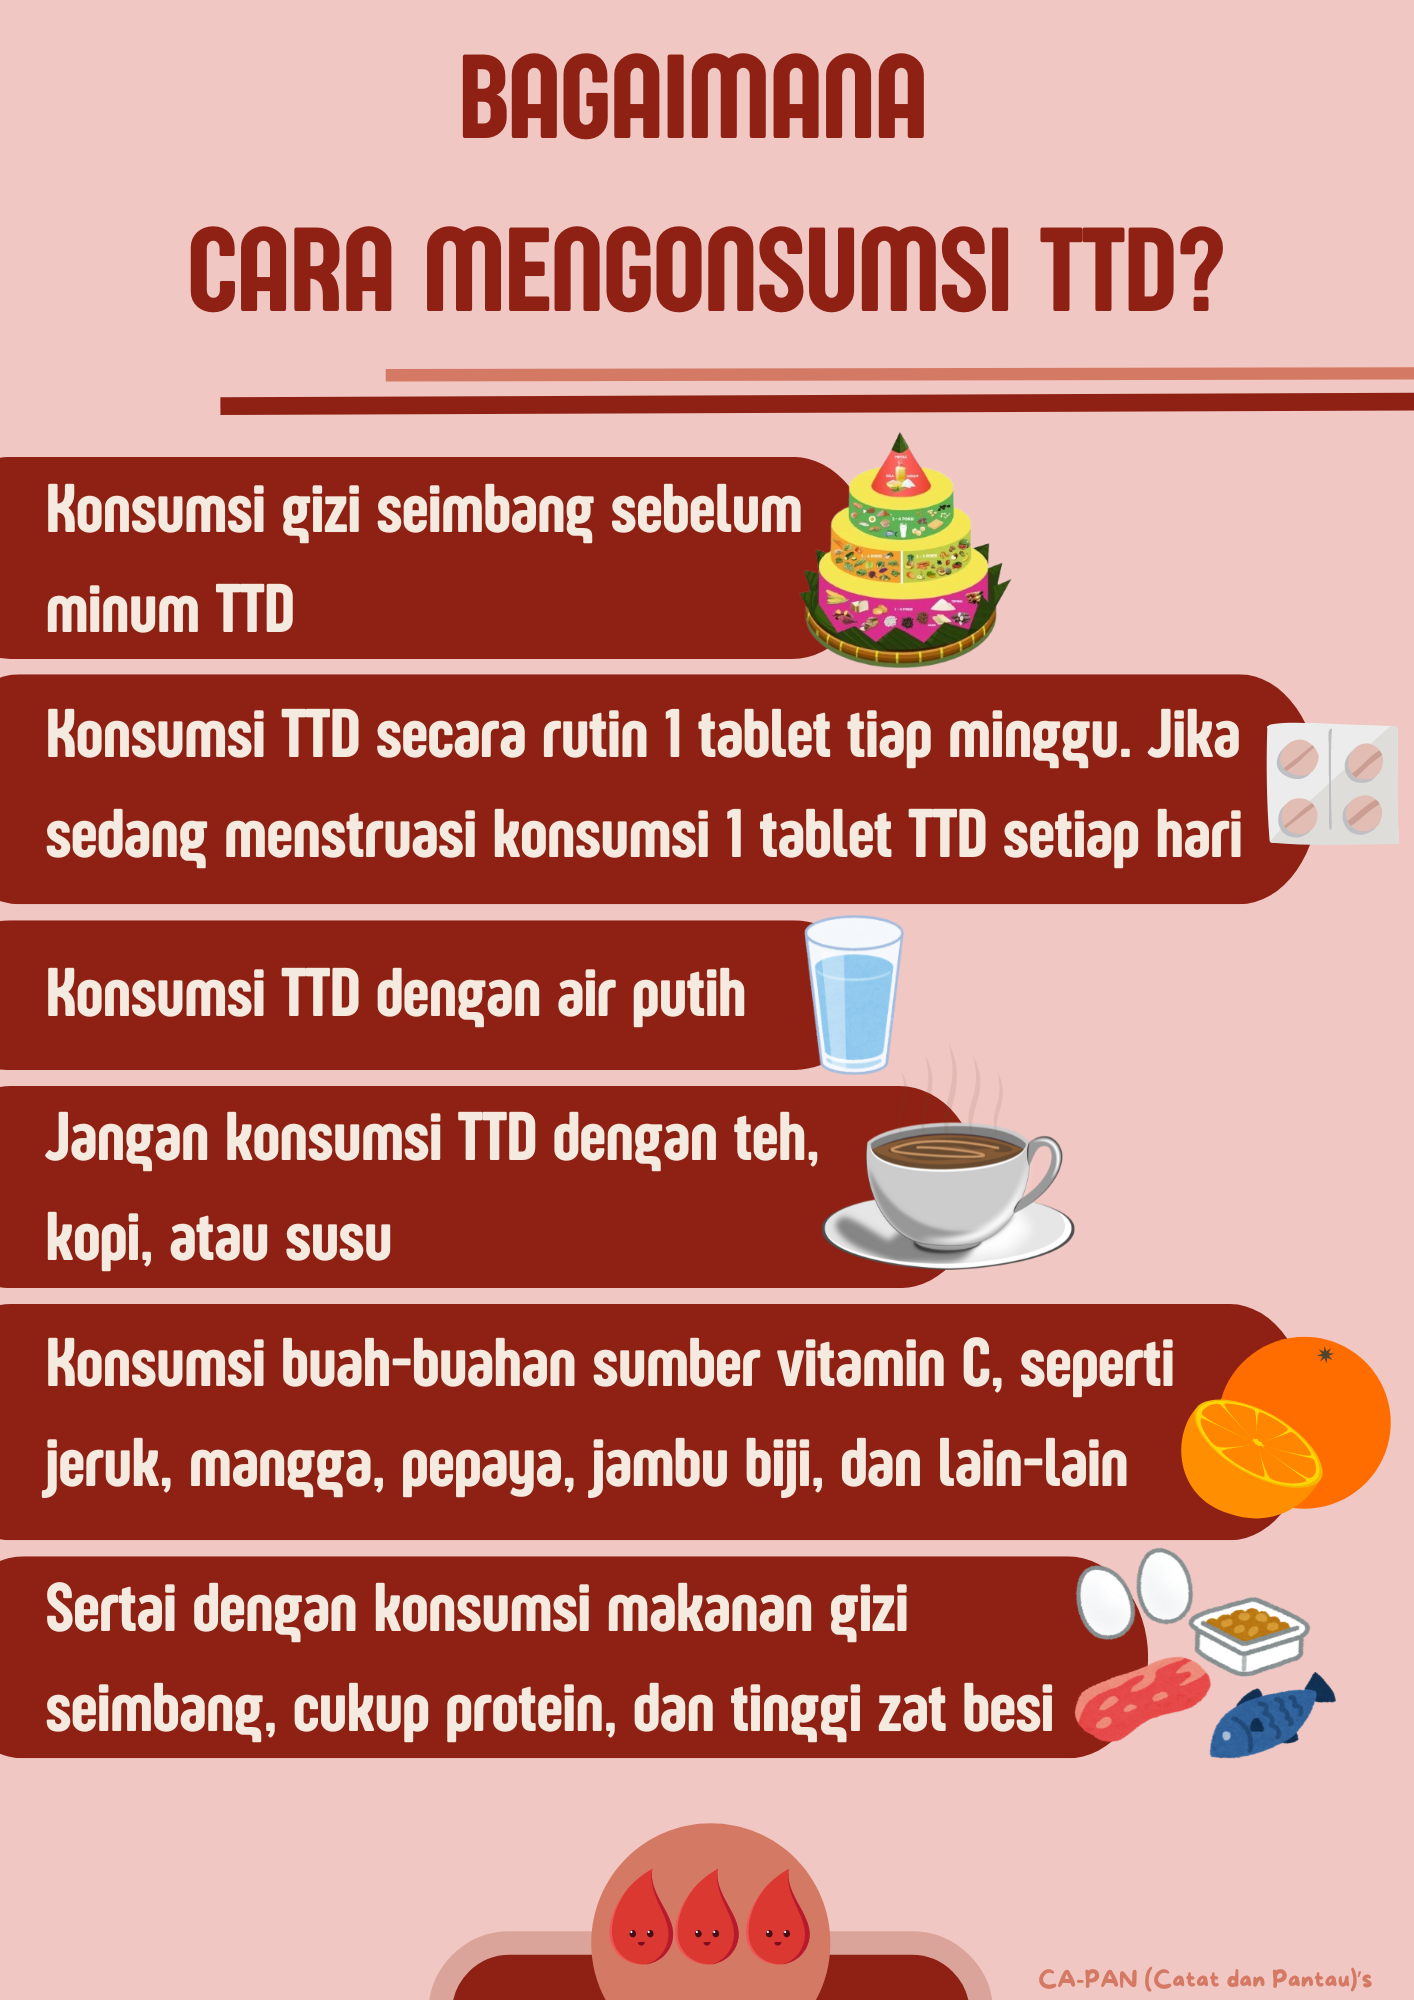 BAGAIMANA
CARA MENGONSUMSI TTD?
Konsumsi gizi seimbang sebelum
minum TTD
Konsumsi TTD secara rutin 1 tablet tiap minggu. Jika
sedang menstruasi konsumsi 1 tablet TTD setiap hari
Konsumsi TTD dengan air putih
Jangan konsumsi TTD dengan teh,
kopi, atau susu
Konsumsi buah-buahan sumber vitamin C, seperti
jeruk, mangga, pepaya, jambu biji, dan lain-lain
Sertai dengan konsumsi makanan gizi
seimbang, cukup protein, dan tinggi zat besi
CA-PAN (Catat dan Pantau)'s